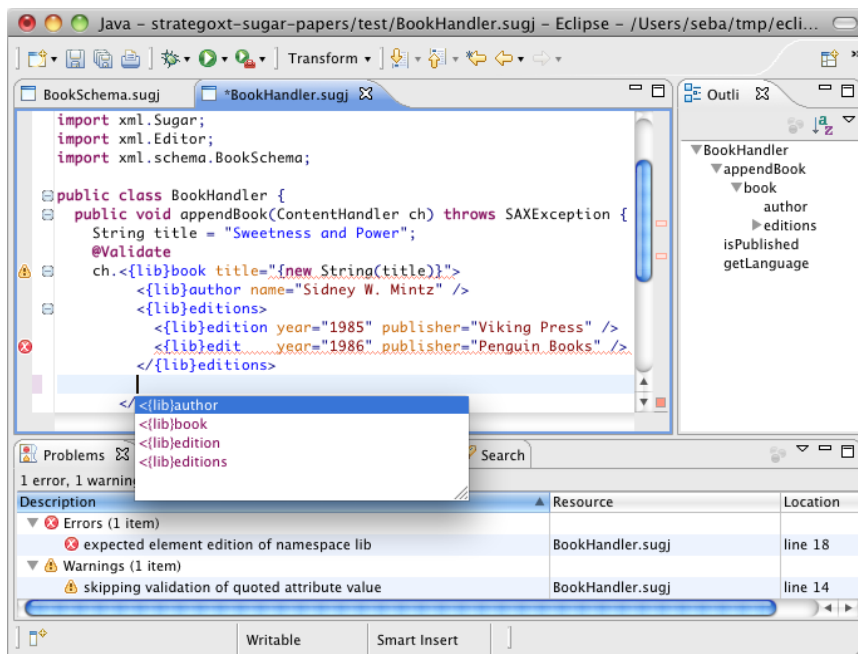 Java – strategoxt-sugar-papers/test/BookHandler.sugj – Eclipse – /Users/seba/tmp/ecli...
Transform
BookSchema.sugj
*BookHandler.sugj
Outli
import xml.Sugar;
import xml.Editor;
import xml.schema.BookSchema;
public class BookHandler {
public void appendBook(ContentHandler ch) throws SAXException {
String title = "Sweetness and Power";
@Validate
ch.<{lib}book title="{new String(title)}">
<{lib}author name="Sidney W. Mintz" />
<{lib}editions>
<{lib}edition year="1985" publisher="Viking Press" />
<{lib}edit year="1986" publisher="Penguin Books" />
</{lib}editions>
</
<{lib}author
<{lib}book
<{lib}edition
<{lib}editions
BookHandler
appendBook
book
author
editions
isPublished
getLanguage
Problems
Search
1 error, 1 warnin
Description
Resource
Location
Errors (1 item)
expected element edition of namespace lib
BookHandler.sugj
line 18
Warnings (1 item)
skipping validation of quoted attribute value
BookHandler.sugj
line 14
Writable
Smart Insert